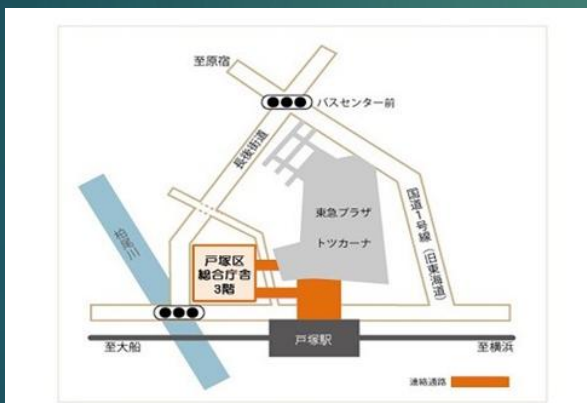 至原宿
バスセンター前
長後街道
国道1号線(旧東海道)
東急プラザ
トツカーナ
柏尾川
戸塚区
総合庁舎
3階
至大船
戸塚駅
至横浜
連絡通路